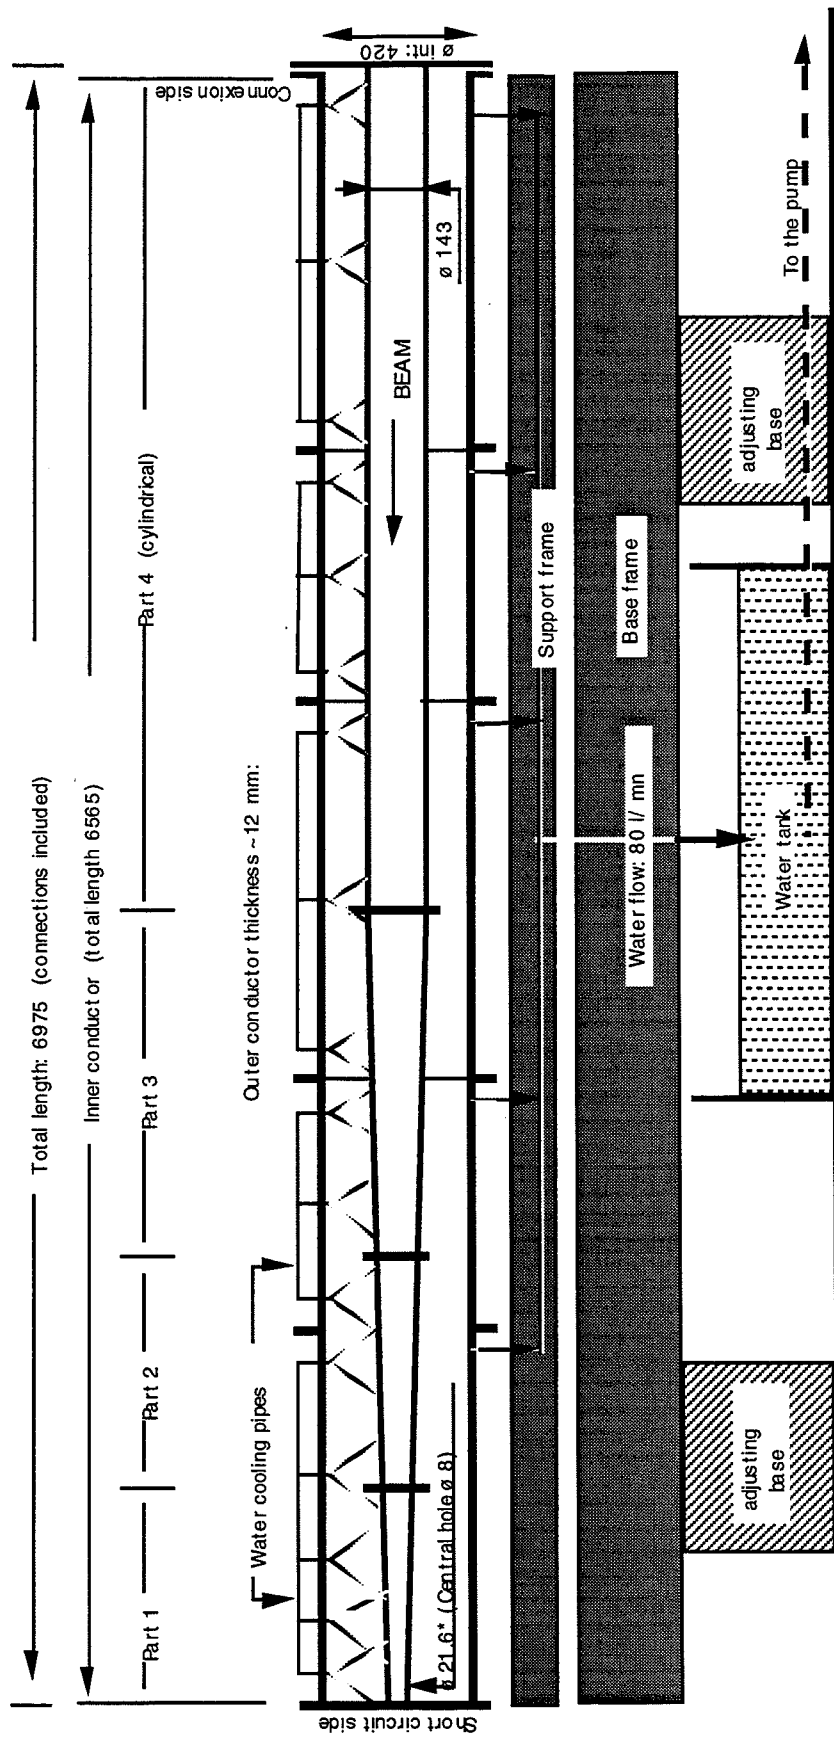 Total length: 6975 (connections included)
Inner conductor (total length 6565)
Part 1
Part 2
Part 3
Part 4 (cylindrical)
Connexion side
Water cooling pipes
Outer conductor thickness ~12 mm:
ø int: 420
BEAM
ø 143
ø 21.6* (Central hole ø 8)
Short circuit side
Support frame
Base frame
Water flow: 80 l/ mn
adjusting
base
Water tank
adjusting
base
To the pump